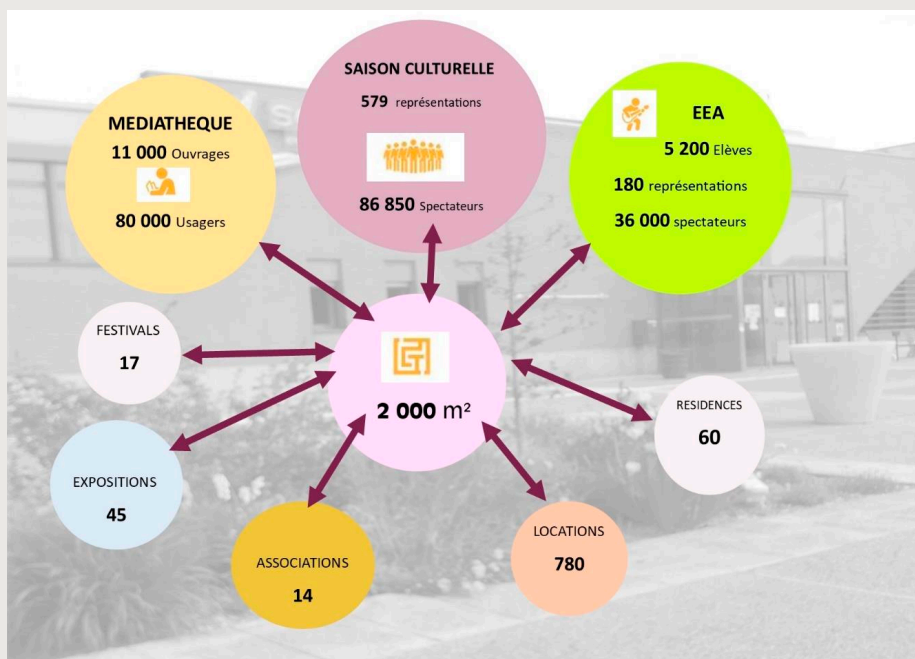 SAISON CULTURELLE
579 représentations
86 850 Spectateurs
MEDIATHEQUE
11 000 Ouvrages
80 000 Usagers
EEA
5 200 Elèves
180 représentations
36 000 spectateurs
FESTIVALS
17
2 000 m²
RESIDENCES
60
EXPOSITIONS
45
ASSOCIATIONS
14
LOCATIONS
780